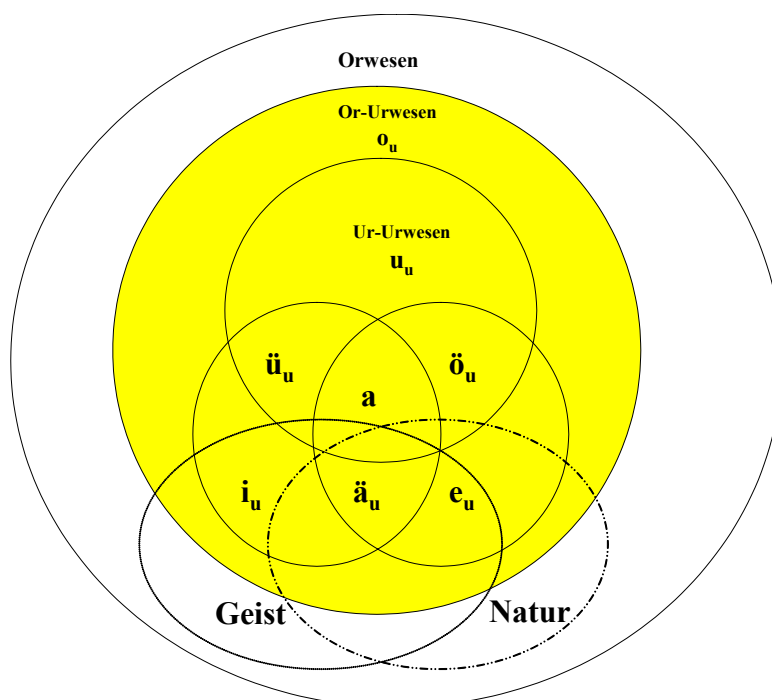 Orwesen
Or-Urwesen
oᵤ
Ur-Urwesen
uᵤ
üᵤ öᵤ
a
iᵤ äᵤ eᵤ
Geist Natur